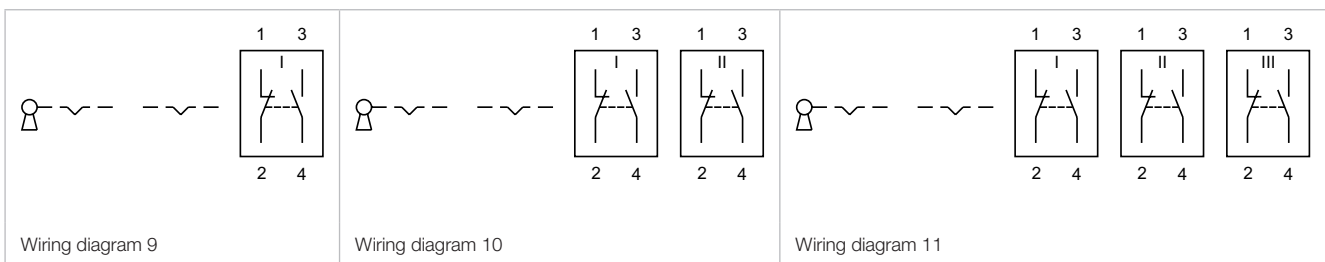 1 3
I
2 4
Wiring diagram 9
1 3 1 3
I II
2 4 2 4
Wiring diagram 10
1 3 1 3 1 3
I II III
2 4 2 4 2 4
Wiring diagram 11